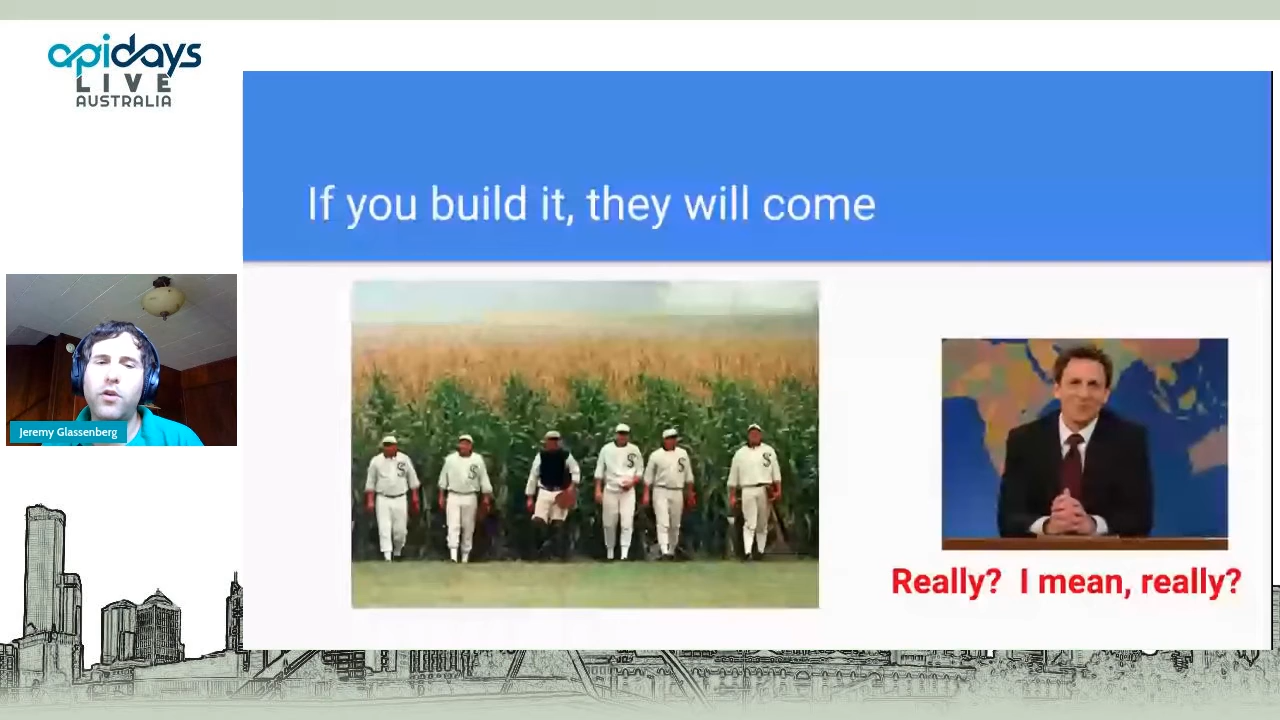 apidays
LIVE
AUSTRALIA
If you build it, they will come
Jeremy Glassenberg
Really? I mean, really?